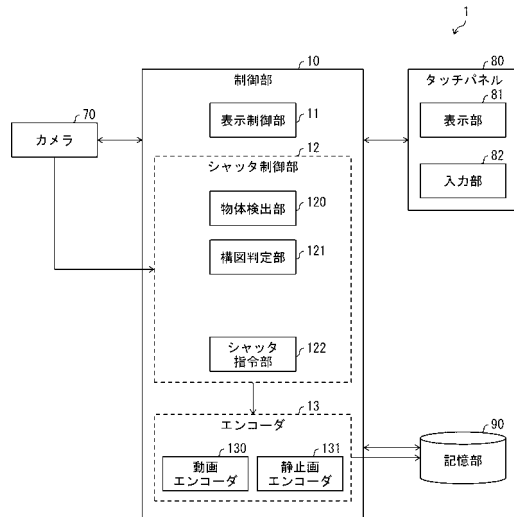 1
10
制御部
11
表示制御部
12
シャッタ制御部
120
物体検出部
121
構図判定部
122
シャッタ
指令部
13
エンコーダ
130
動画
エンコーダ
131
静止画
エンコーダ
70
カメラ
80
タッチパネル
81
表示部
82
入力部
90
記憶部